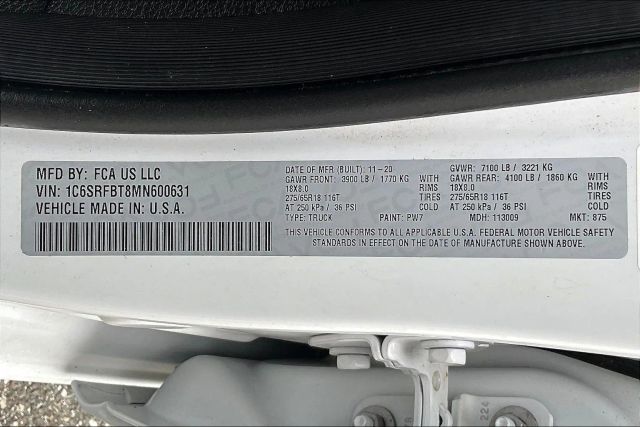 MFD BY: FCA US LLC
VIN: 1C6SRFBT8MN600631
VEHICLE MADE IN: U.S.A.
DATE OF MFR (BUILT): 11-20 GVWR: 7100 LB / 3221 KG
GAWR FRONT: 3900 LB / 1770 KG GAWR REAR: 4100 LB / 1860 KG
18X8.0 RIMS 18X8.0 RIMS
275/65R18 116T TIRES 275/65R18 116T TIRES
AT 250 kPa / 36 PSI COLD AT 250 kPa / 36 PSI COLD
TYPE: TRUCK PAINT: PW7 MDH: 113009 MKT: 875
THIS VEHICLE CONFORMS TO ALL APPLICABLE U.S.A. FEDERAL MOTOR VEHICLE SAFETY
STANDARDS IN EFFECT ON THE DATE OF MANUFACTURE SHOWN ABOVE.
224